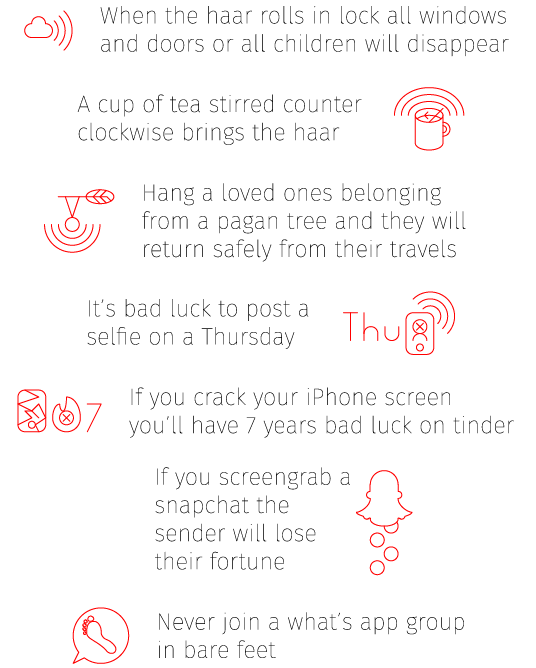 When the haar rolls in lock all windows
and doors or all children will disappear
A cup of tea stirred counter
clockwise brings the haar
Hang a loved ones belonging
from a pagan tree and they will
return safely from their travels
It's bad luck to post a
selfie on a Thursday
Thu
If you crack your iPhone screen
you'll have 7 years bad luck on tinder
7
If you screengrab a
snapchat the
sender will lose
their fortune
Never join a what's app group
in bare feet